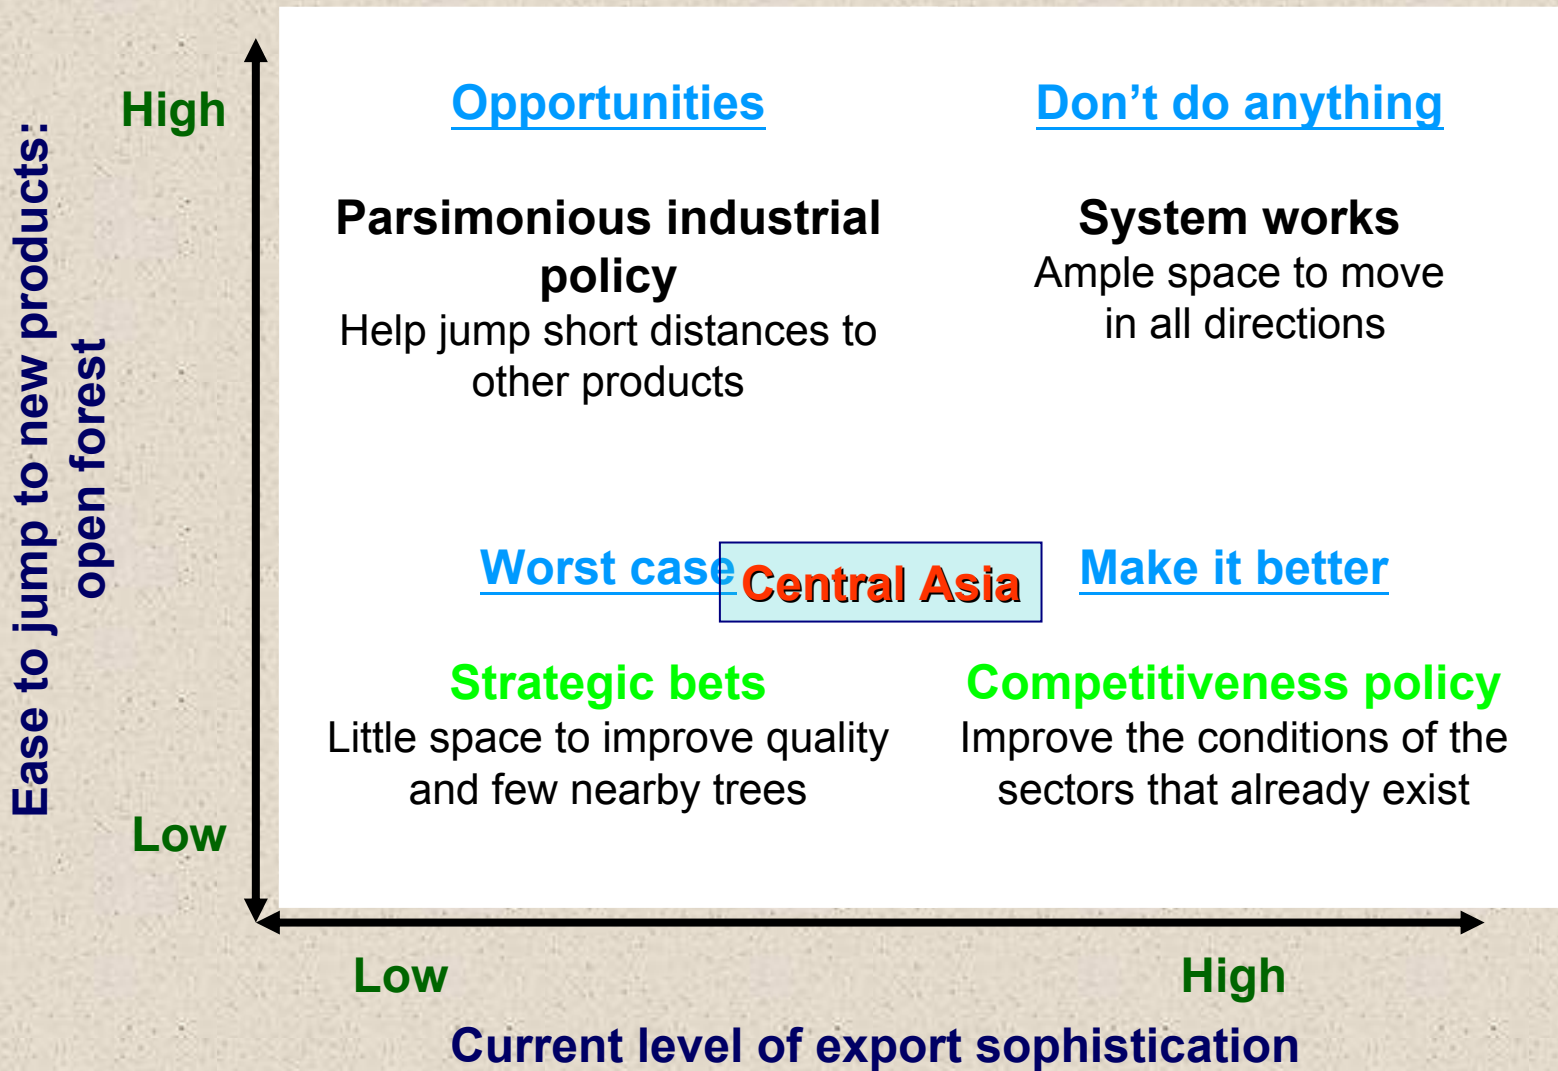 Ease to jump to new products:
open forest
High
Low
Opportunities
Parsimonious industrial
policy
Help jump short distances to
other products
Don’t do anything
System works
Ample space to move
in all directions
Worst case
Central Asia
Make it better
Strategic bets
Little space to improve quality
and few nearby trees
Competitiveness policy
Improve the conditions of the
sectors that already exist
Low
High
Current level of export sophistication